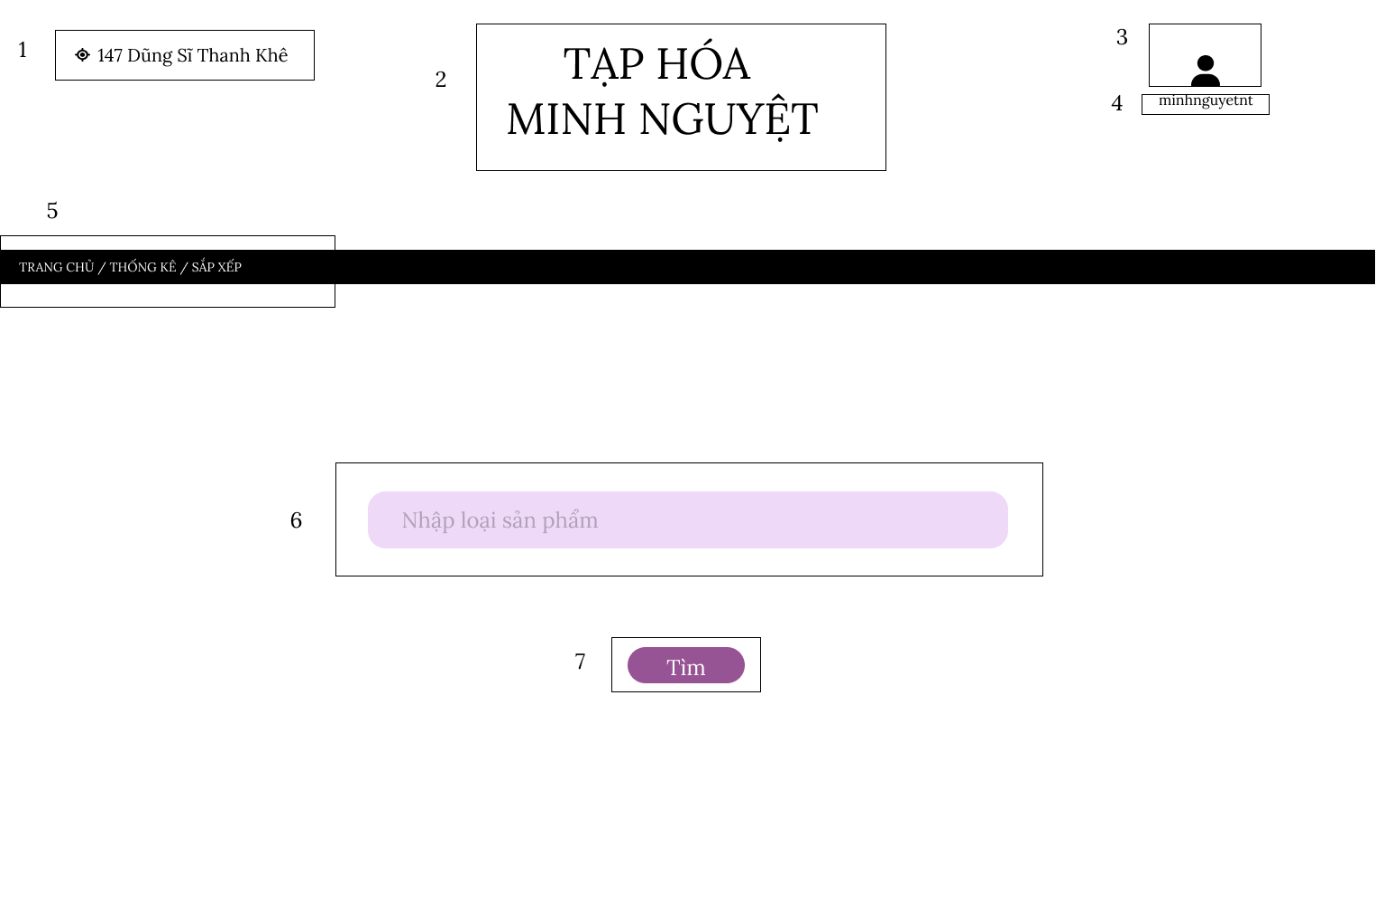 1
147 Dũng Sĩ Thanh Khê
2
TẠP HÓA
MINH NGUYỆT
3
4
minhnguyetnt
5
TRANG CHỦ / THỐNG KÊ / SẮP XẾP
6
Nhập loại sản phẩm
7
Tìm